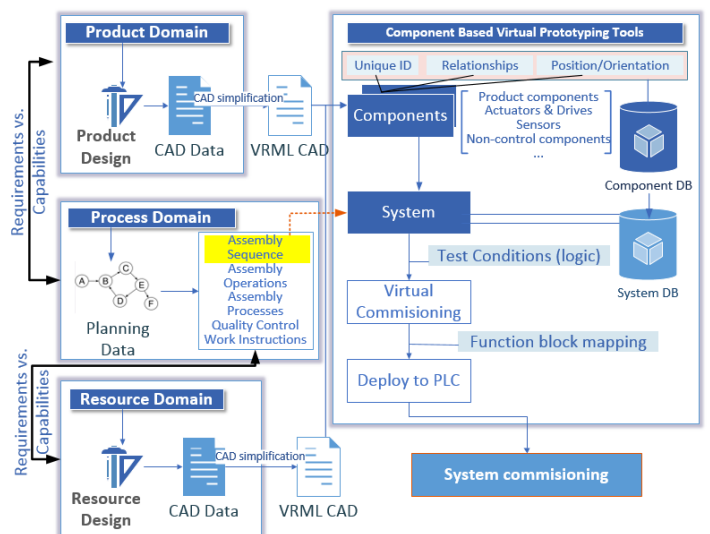 Product Domain
Product
Design
CAD Data
CAD simplification
VRML CAD
Requirements vs.
Capabilities
Process Domain
A
B
C
D
E
F
Planning
Data
Assembly
Sequence
Assembly
Operations
Assembly
Processes
Quality Control
Work Instructions
Requirements vs.
Capabilities
Resource Domain
Resource
Design
CAD Data
CAD simplification
VRML CAD
Component Based Virtual Prototyping Tools
Unique ID
Relationships
Position/Orientation
Components
Product components
Actuators & Drives
Sensors
Non-control components
...
Component DB
System
System DB
Test Conditions (logic)
Virtual
Commisioning
Function block mapping
Deploy to PLC
System commisioning